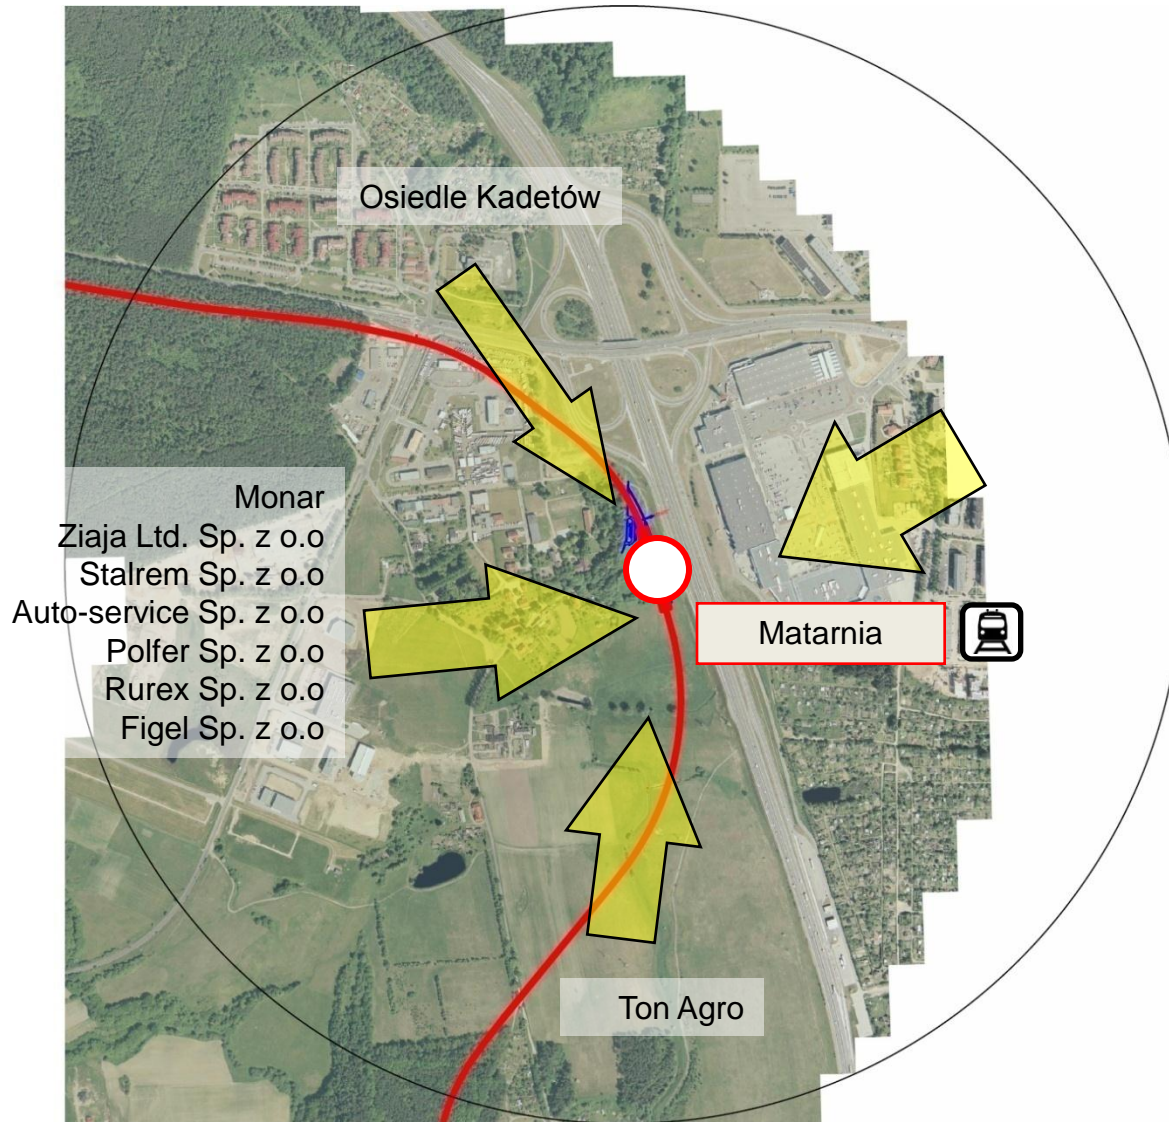 Osiedle Kadetów
Monar
Ziaja Ltd. Sp. z o.o
Stalrem Sp. z o.o
Auto-service Sp. z o.o
Polfer Sp. z o.o
Rurex Sp. z o.o
Figel Sp. z o.o
Matarnia
Ton Agro